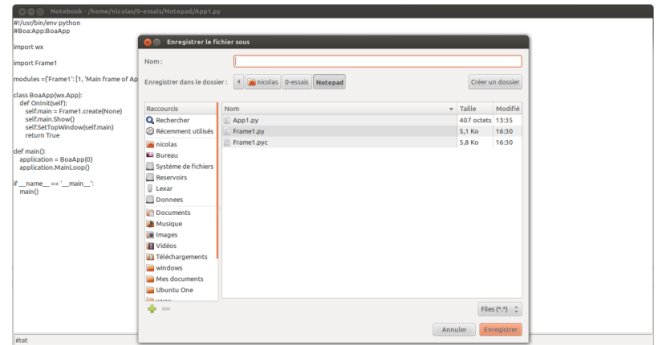 Notebook - /home/nicolas/0-essais/Notepad/App1.py
#!/usr/bin/env python
#Boa:App:BoaApp
import wx
import Frame1
modules ={'Frame1': [1, 'Main frame of Ap
class BoaApp(wx.App):
def OnInit(self):
self.main = Frame1.create(None)
self.main.Show()
self.SetTopWindow(self.main)
return True
def main():
application = BoaApp(0)
application.MainLoop()
if __name__ == '__main__':
main()
Enregistrer le fichier sous
Nom :
Enregistrer dans le dossier : nicolas 0-essais Notepad Créer un dossier
Raccourcis Nom Taille Modifié
Rechercher App1.py 407 octets 13:35
Récemment utilisés Frame1.py 5,1 Ko 16:30
nicolas Frame1.pyc 5,8 Ko 16:30
Bureau
Système de fichiers
Reservoirs
Lexar
Donnees
Documents
Musique
Images
Vidéos
Téléchargements
windows
Mes documents
Ubuntu One
Files (*.*)
Annuler Enregistrer
état